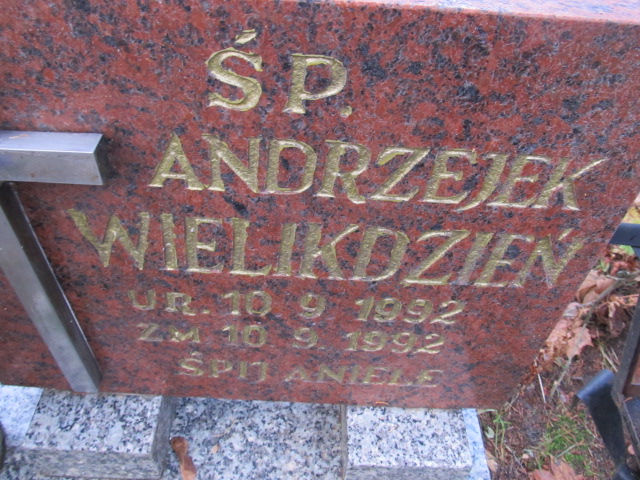 ŚP.
ANDRZEJEK
WIELIKDZIEŃ
UR. 10 9 1992
ZM 10 9 1992
ŚPIJ ANIELE